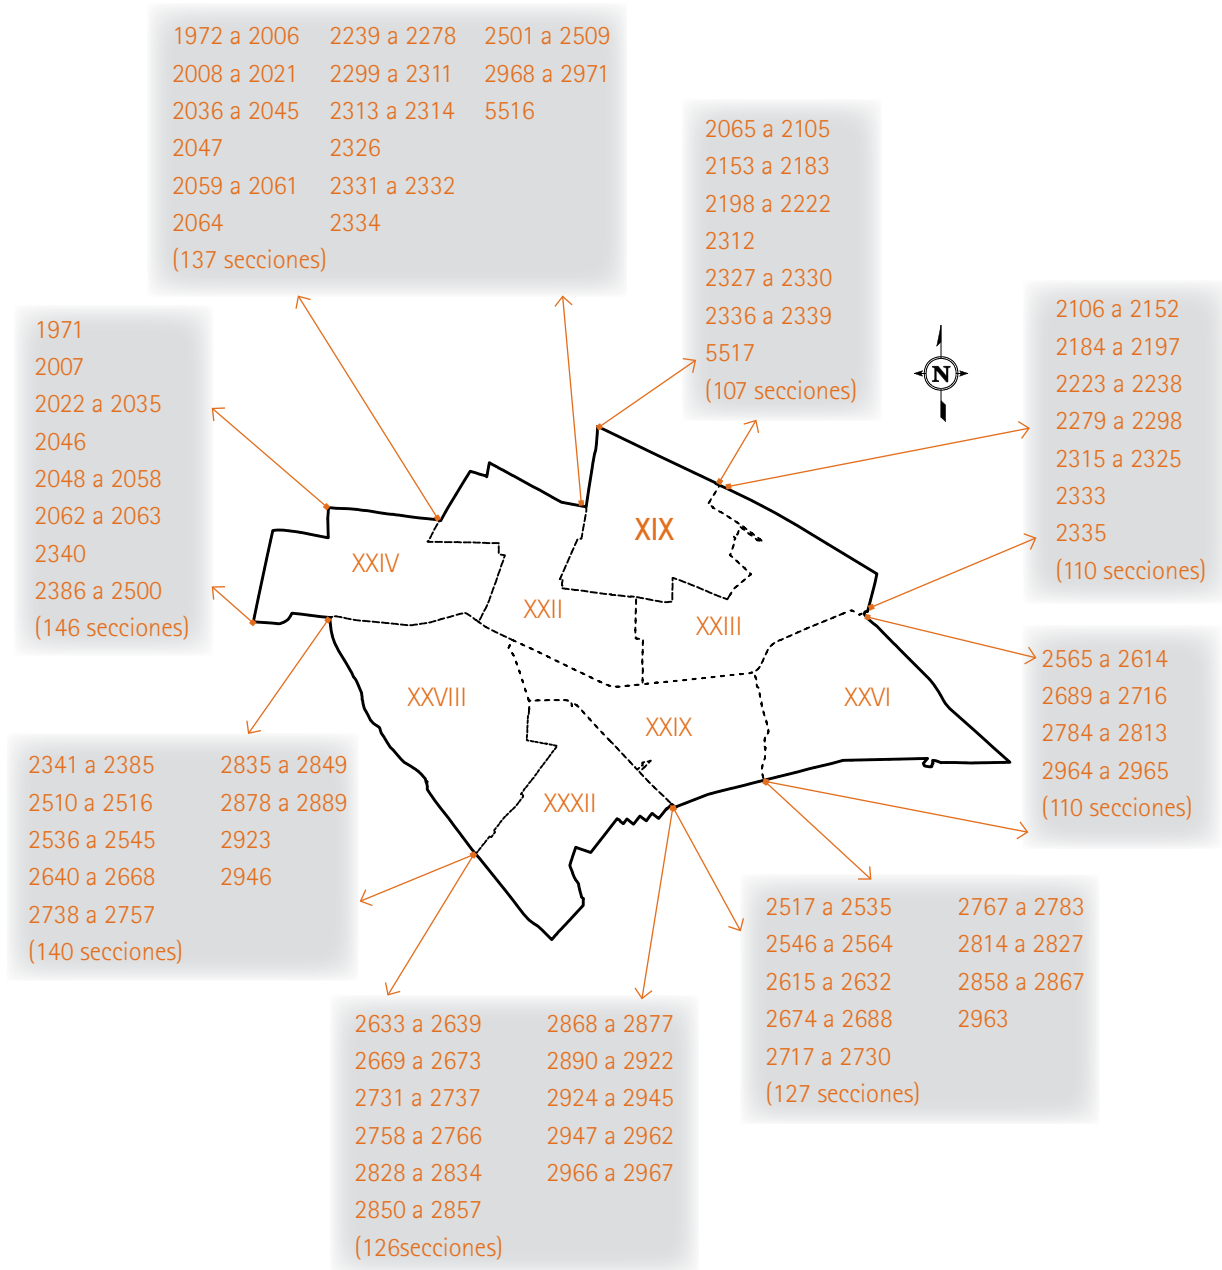 1972 a 2006
2008 a 2021
2036 a 2045
2047
2059 a 2061
2064
(137 secciones)
2239 a 2278
2299 a 2311
2313 a 2314
2326
2331 a 2332
2334
2501 a 2509
2968 a 2971
5516
2065 a 2105
2153 a 2183
2198 a 2222
2312
2327 a 2330
2336 a 2339
5517
(107 secciones)
1971
2007
2022 a 2035
2046
2048 a 2058
2062 a 2063
2340
2386 a 2500
(146 secciones)
N
2106 a 2152
2184 a 2197
2223 a 2238
2279 a 2298
2315 a 2325
2333
2335
(110 secciones)
XIX
XXIV
XXII
XXIII
XXVIII
XXIX
XXVI
XXXII
2565 a 2614
2689 a 2716
2784 a 2813
2964 a 2965
(110 secciones)
2341 a 2385
2510 a 2516
2536 a 2545
2640 a 2668
2738 a 2757
(140 secciones)
2835 a 2849
2878 a 2889
2923
2946
2517 a 2535
2546 a 2564
2615 a 2632
2674 a 2688
2717 a 2730
(127 secciones)
2767 a 2783
2814 a 2827
2858 a 2867
2963
2633 a 2639
2669 a 2673
2731 a 2737
2758 a 2766
2828 a 2834
2850 a 2857
(126secciones)
2868 a 2877
2890 a 2922
2924 a 2945
2947 a 2962
2966 a 2967